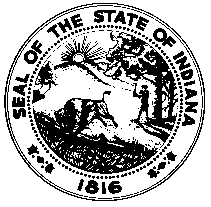 SEAL OF THE STATE OF INDIANA
1816